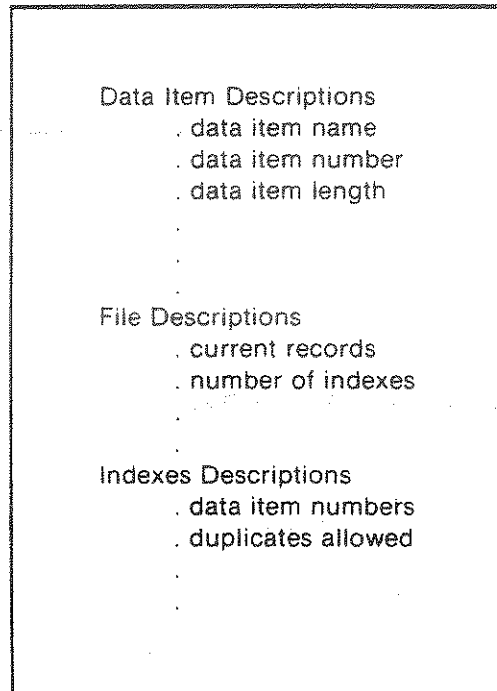 Data Item Descriptions
. data item name
. data item number
. data item length
.
.
.
File Descriptions
. current records
. number of indexes
.
.
Indexes Descriptions
. data item numbers
. duplicates allowed
.
.